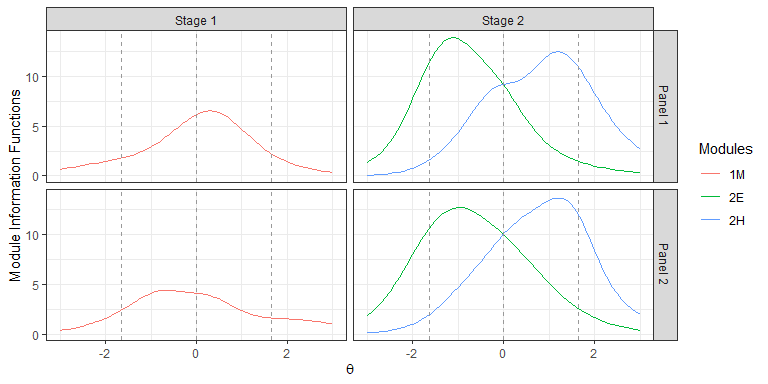 Stage 1
Stage 2
Module Information Functions
10
5
0
10
5
0
Panel 1
Panel 2
-2
0
2
-2
0
2
θ
Modules
1M
2E
2H